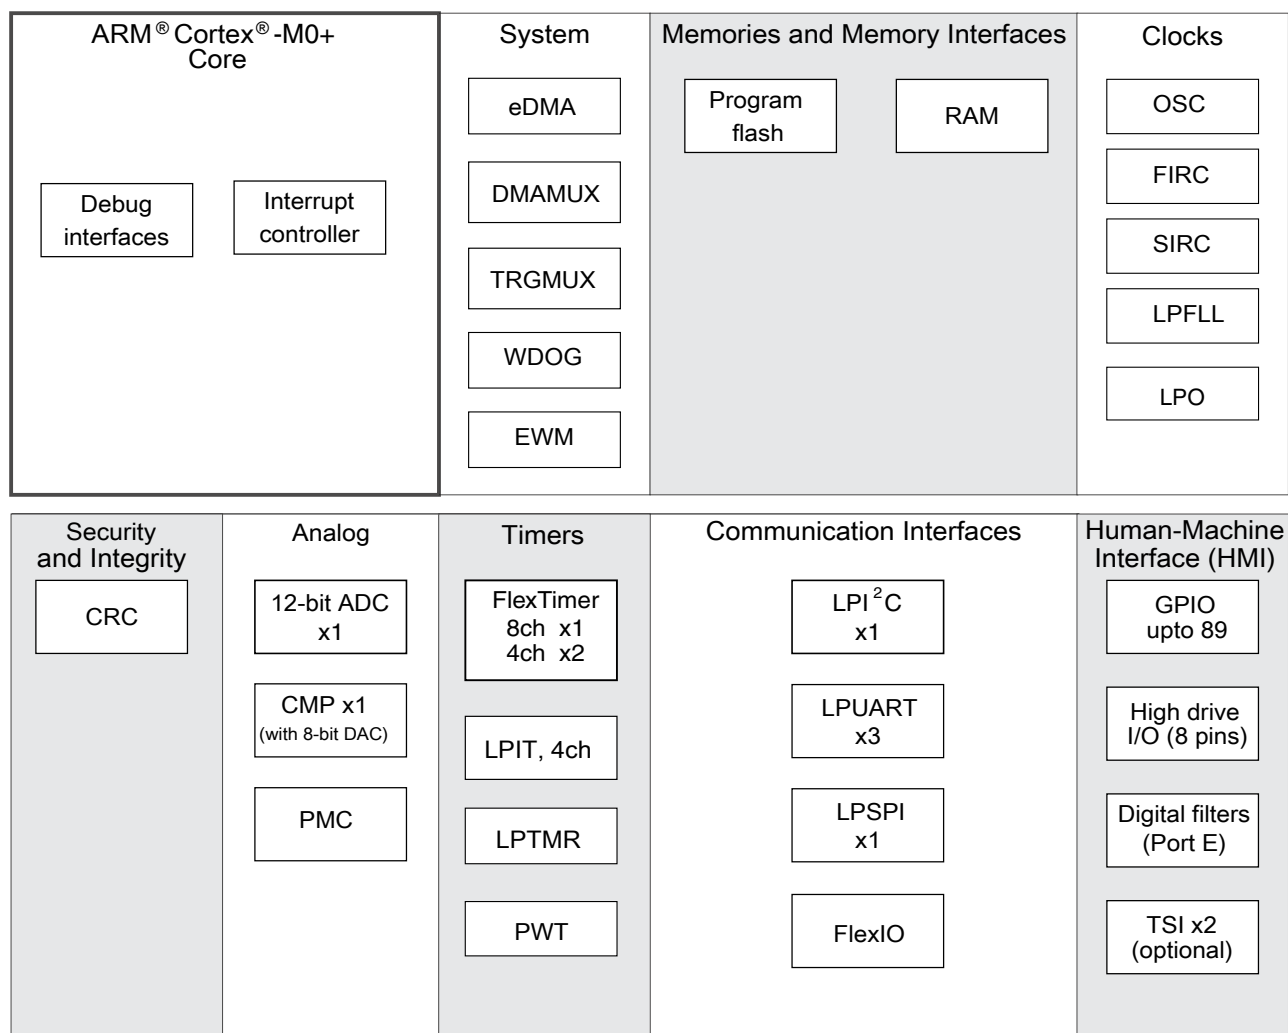 ARM® Cortex®-M0+
Core
Debug
interfaces
Interrupt
controller
System
eDMA
DMAMUX
TRGMUX
WDOG
EWM
Memories and Memory Interfaces
Program
flash
RAM
Clocks
OSC
FIRC
SIRC
LPFLL
LPO
Security
and Integrity
CRC
Analog
12-bit ADC
x1
CMP x1
(with 8-bit DAC)
PMC
Timers
FlexTimer
8ch x1
4ch x2
LPIT, 4ch
LPTMR
PWT
Communication Interfaces
LPI²C
x1
LPUART
x3
LPSPI
x1
FlexIO
Human-Machine
Interface (HMI)
GPIO
upto 89
High drive
I/O (8 pins)
Digital filters
(Port E)
TSI x2
(optional)